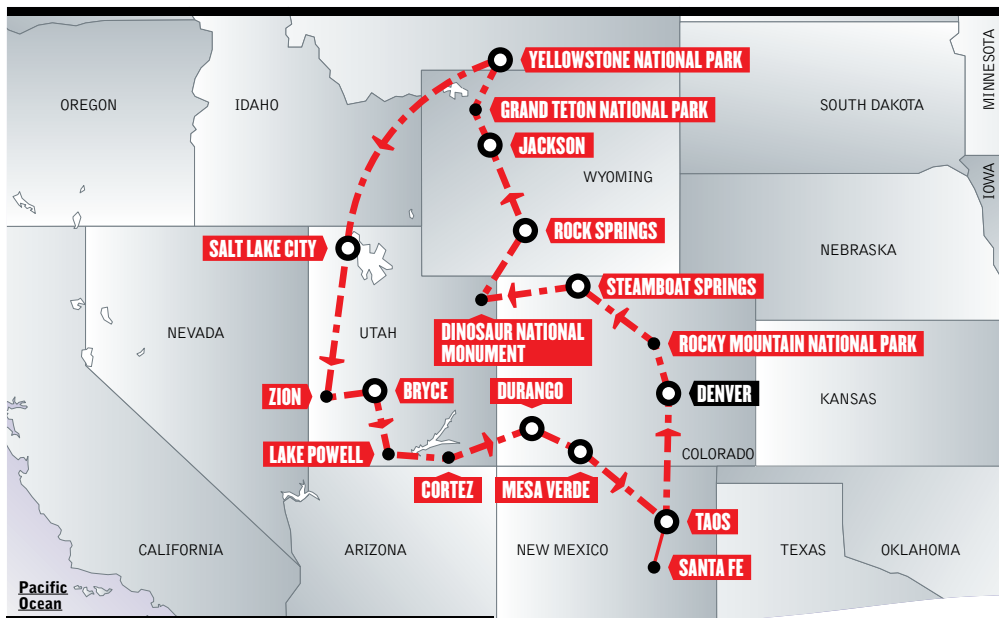 MINNESOTA
YELLOWSTONE NATIONAL PARK
OREGON
IDAHO
GRAND TETON NATIONAL PARK
SOUTH DAKOTA
JACKSON
WYOMING
IOWA
ROCK SPRINGS
SALT LAKE CITY
NEBRASKA
STEAMBOAT SPRINGS
NEVADA
UTAH
DINOSAUR NATIONAL
MONUMENT
ROCKY MOUNTAIN NATIONAL PARK
ZION
BRYCE
DURANGO
DENVER
KANSAS
LAKE POWELL
COLORADO
CORTEZ
MESA VERDE
TAOS
CALIFORNIA
ARIZONA
NEW MEXICO
TEXAS
OKLAHOMA
SANTA FE
Pacific
Ocean